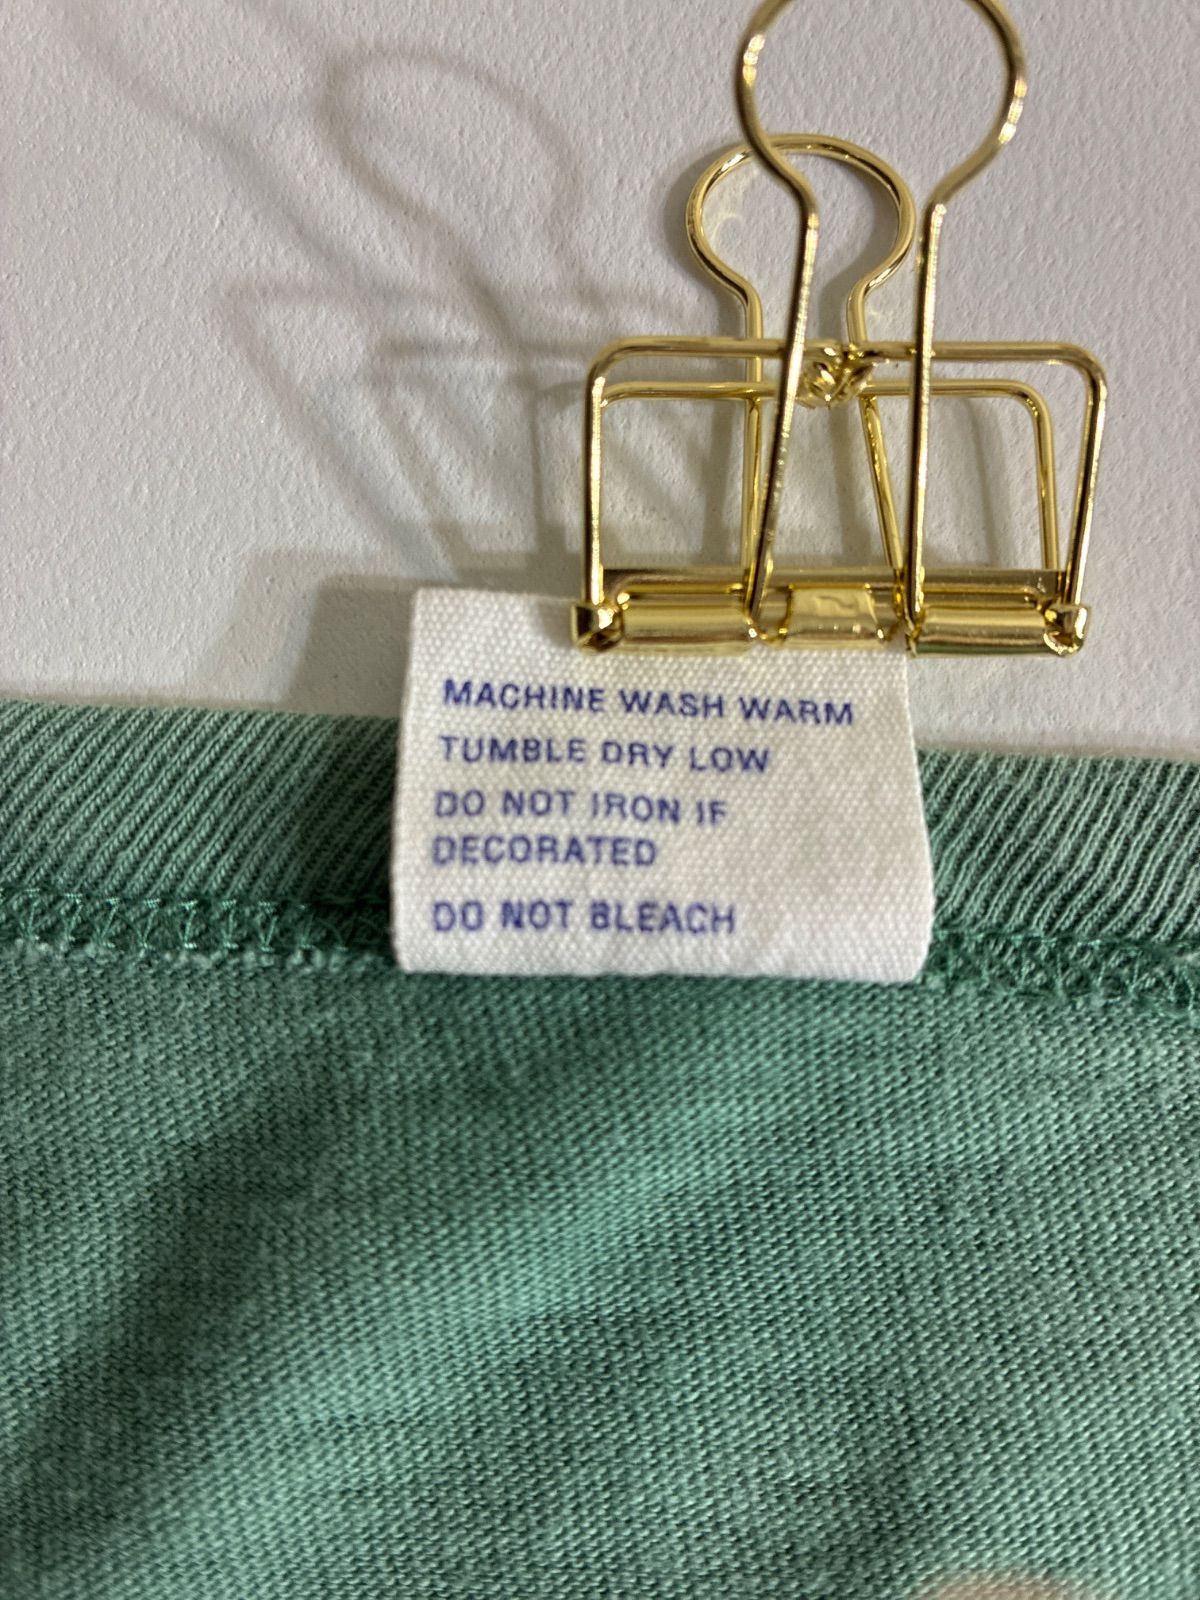 MACHINE WASH WARM
TUMBLE DRY LOW
DO NOT IRON IF
DECORATED
DO NOT BLEACH